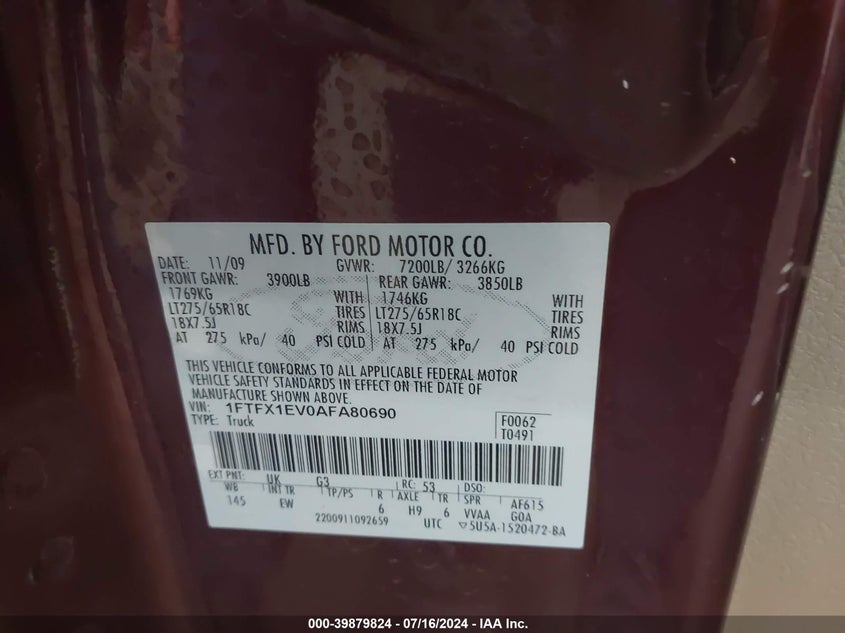 MFD. BY FORD MOTOR CO.
DATE: 11/09 GVWR: 7200LB/ 3266KG
FRONT GAWR: 3900LB REAR GAWR: 3850LB
1769KG WITH 1746KG WITH
LT275/65R18C TIRES LT275/65R18C TIRES
18X7.5J RIMS 18X7.5J RIMS
AT 275 kPa/ 40 PSI COLD AT 275 kPa/ 40 PSI COLD
THIS VEHICLE CONFORMS TO ALL APPLICABLE FEDERAL MOTOR
VEHICLE SAFETY STANDARDS IN EFFECT ON THE DATE OF
MANUFACTURE SHOWN ABOVE.
VIN: 1FTFX1EV0AFA80690 F0062
TYPE: Truck T0491
EXT PNT: UK G3 RC: 53 DSO:
WB INT TR TP/PS R AXLE TR SPR AF615
145 EW 6 H9 6 VVAA GOA
2200911092659 UTC ▽5U5A-1520472-BA
000-39879824 - 07/16/2024 - IAA Inc.